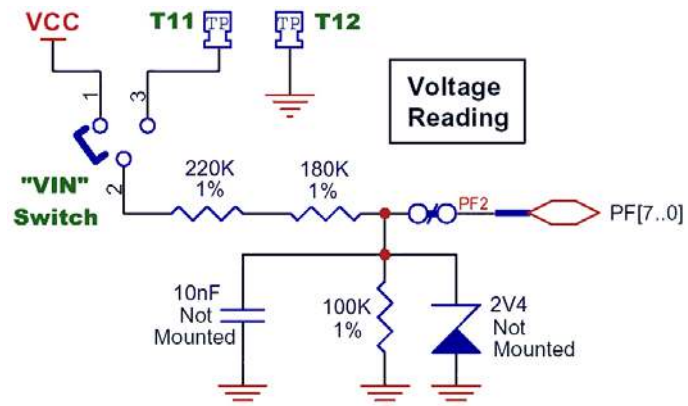 VCC
T11
TP
TP
T12
1
3
Voltage
Reading
"VIN"
Switch
2
220K
1%
180K
1%
PF2
PF[7..0]
10nF
Not
Mounted
100K
1%
2V4
Not
Mounted